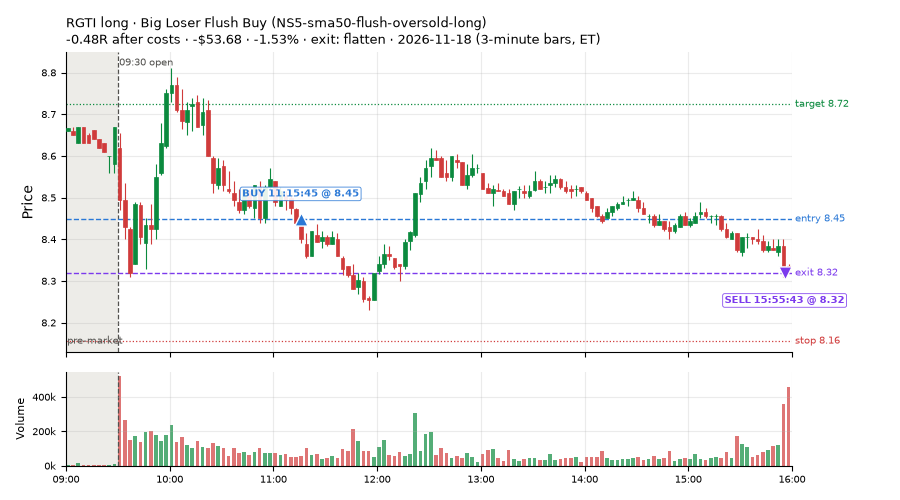 RGTI long · Big Loser Flush Buy (NS5-sma50-flush-oversold-long)
-0.48R after costs · -$53.68 · -1.53% · exit: flatten · 2026-11-18 (3-minute bars, ET)
09:30 open
8.8
target 8.72
8.7
8.6
8.5
BUY 11:15:45 @ 8.45
entry 8.45
8.4
8.3
exit 8.32
SELL 15:55:43 @ 8.32
8.2
pre-market
stop 8.16
Price
400k
200k
0k
Volume
09:00 10:00 11:00 12:00 13:00 14:00 15:00 16:00